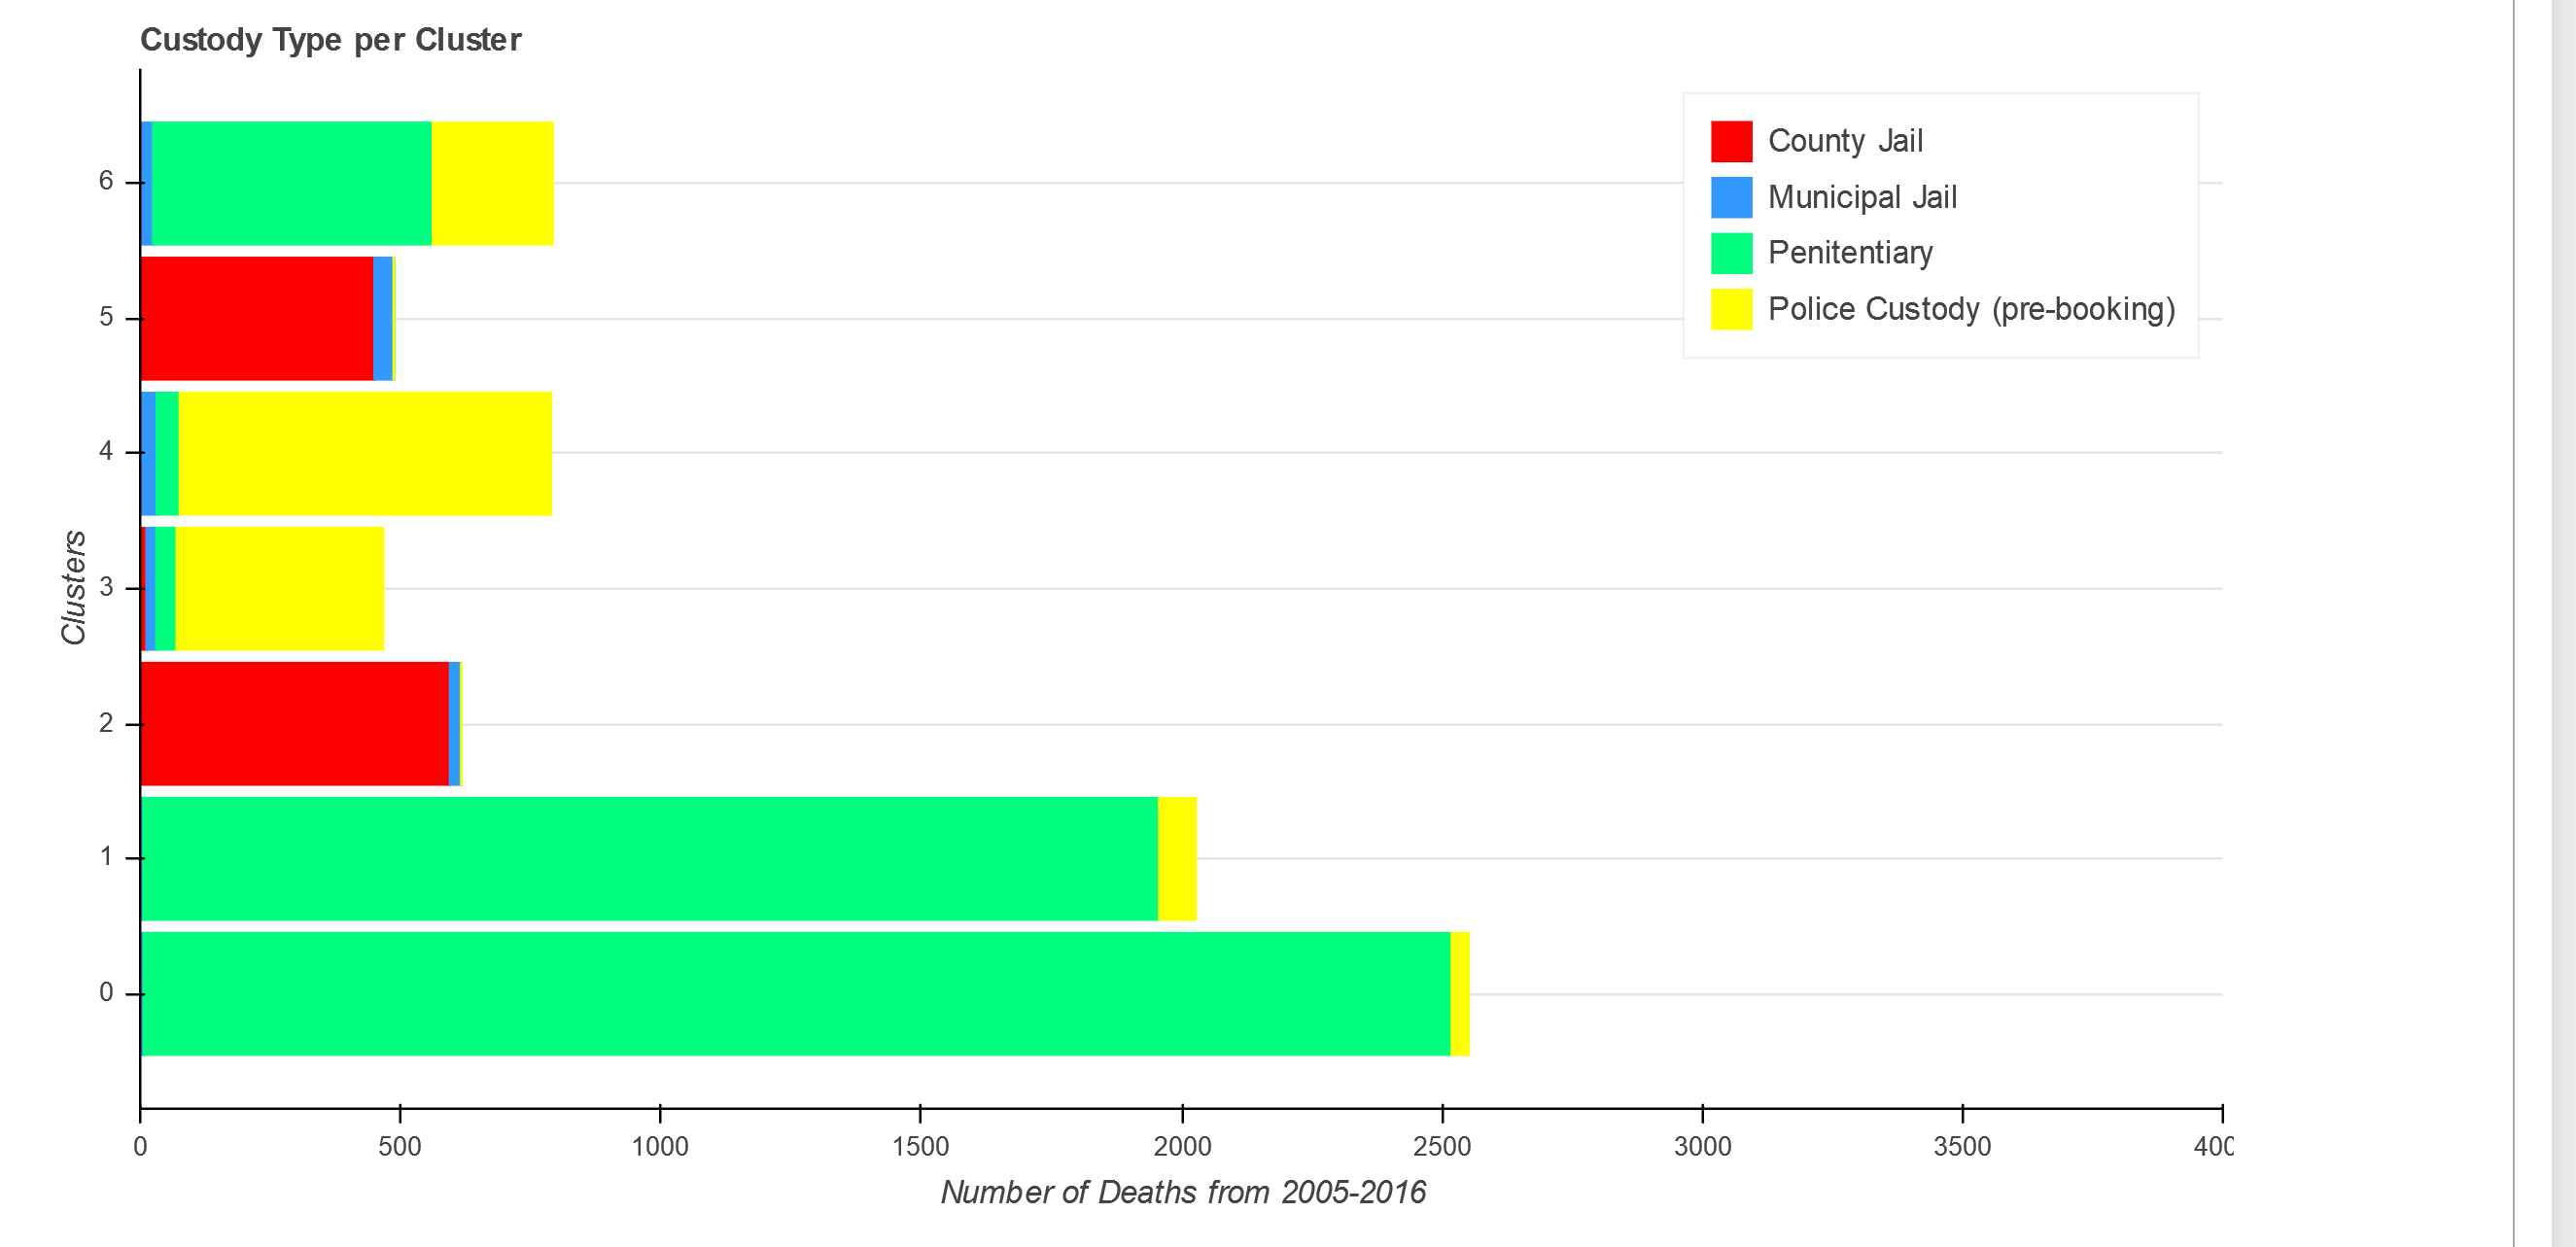 Custody Type per Cluster
County Jail
Municipal Jail
Penitentiary
Police Custody (pre-booking)
6
5
4
3
2
1
0
Clusters
0 500 1000 1500 2000 2500 3000 3500 400
Number of Deaths from 2005-2016